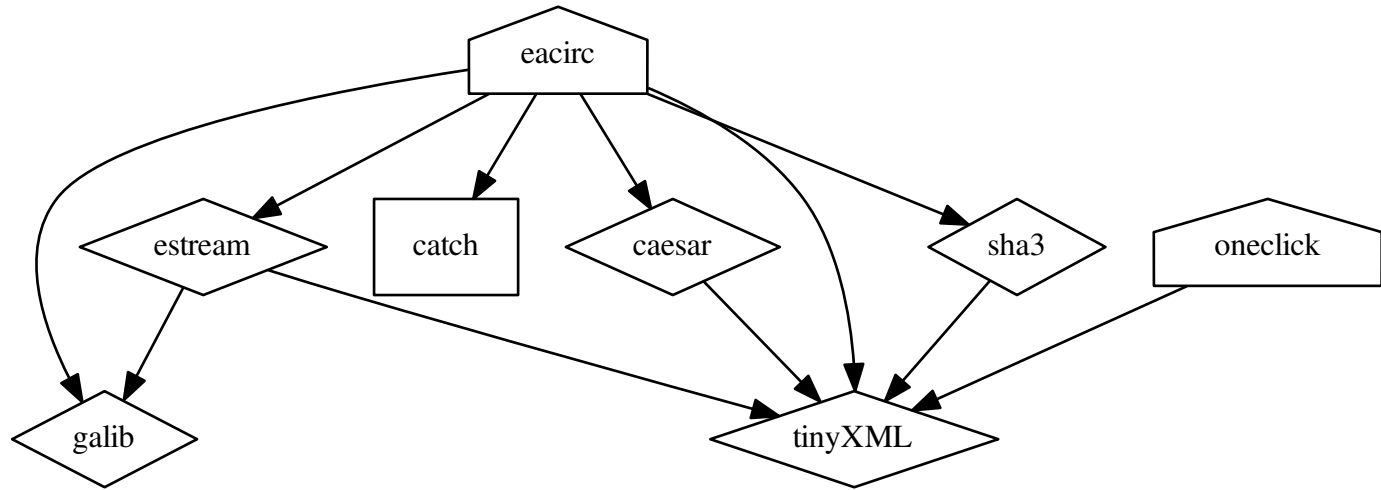 eacirc
estream
catch
caesar
sha3
oneclick
galib
tinyXML